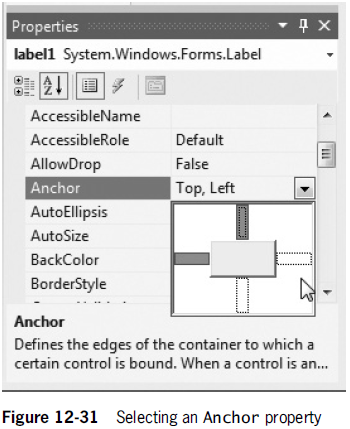 Properties
label1 System.Windows.Forms.Label
AccessibleName
AccessibleRole Default
AllowDrop False
Anchor Top, Left
AutoEllipsis
AutoSize
BackColor
BorderStyle
Anchor
Defines the edges of the container to which a
certain control is bound. When a control is an...
Figure 12-31 Selecting an Anchor property